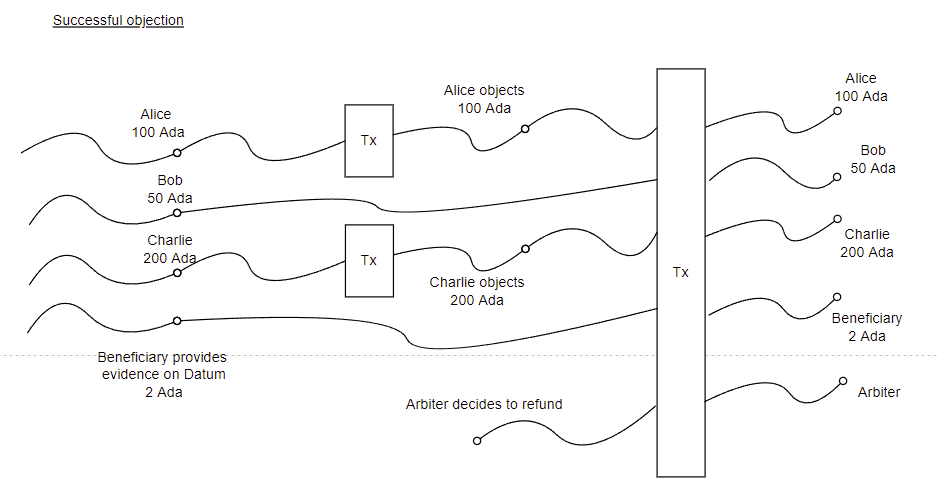 Successful objection
Alice
100 Ada
Tx
Alice objects
100 Ada
Alice
100 Ada
Bob
50 Ada
Bob
50 Ada
Charlie
200 Ada
Tx
Charlie objects
200 Ada
Tx
Charlie
200 Ada
Beneficiary
2 Ada
Beneficiary provides
evidence on Datum
2 Ada
Arbiter decides to refund
Arbiter